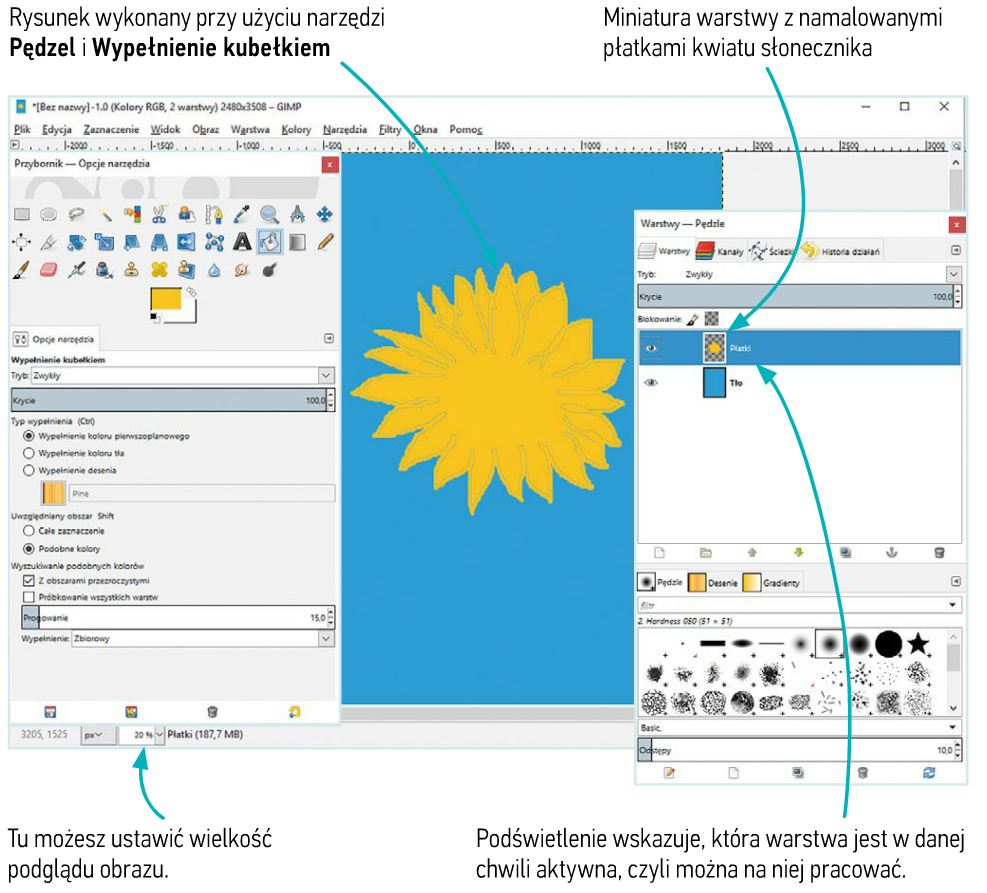 Rysunek wykonany przy użyciu narzędzi
Pędzel i Wypełnienie kubełkiem
Miniatura warstwy z namalowanymi
płatkami kwiatu słonecznika
*[Bez nazwy]-1.0 (Kolory RGB, 2 warstwy) 2480x3508 – GIMP
Plik Edycja Zaznaczenie Widok Obraz Warstwa Kolory Narzędzia Filtry Okna Pomoc
-2000 -1500 -1000 -500 0 500 1000 1500 2000 2500 3000
Przybornik — Opcje narzędzia
Opcje narzędzia
Wypełnienie kubełkiem
Tryb: Zwykły
Krycie 100,0
Typ wypełnienia (Ctrl)
Wypełnienie koloru pierwszoplanowego
Wypełnienie koloru tła
Wypełnienie desenia
Pine
Uwzględniany obszar Shift
Całe zaznaczenie
Podobne kolory
Wyszukiwanie podobnych kolorów
Z obszarami przezroczystymi
Próbkowanie wszystkich warstw
Progowanie 15,0
Wypełnienie: Zbiorowy
3205, 1525 px 20 % Płatki (187,7 MB)
Warstwy — Pędzle
Warstwy Kanały Ścieżki Historia działań
Tryb: Zwykły
Krycie 100,0
Blokowanie:
Płatki
Tło
Pędzle Desenie Gradienty
filtr
2. Hardness 050 (51 × 51)
Basic,
Odstępy 10,0
Tu możesz ustawić wielkość
podglądu obrazu.
Podświetlenie wskazuje, która warstwa jest w danej
chwili aktywna, czyli można na niej pracować.